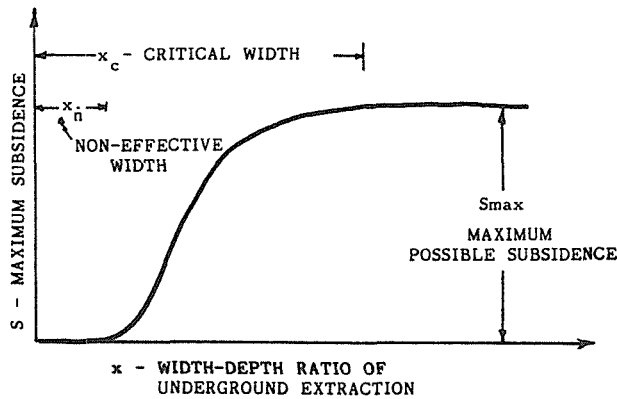 x_c - CRITICAL WIDTH
x_n
NON-EFFECTIVE
WIDTH
S - MAXIMUM SUBSIDENCE
Smax
MAXIMUM
POSSIBLE SUBSIDENCE
x - WIDTH-DEPTH RATIO OF
UNDERGROUND EXTRACTION